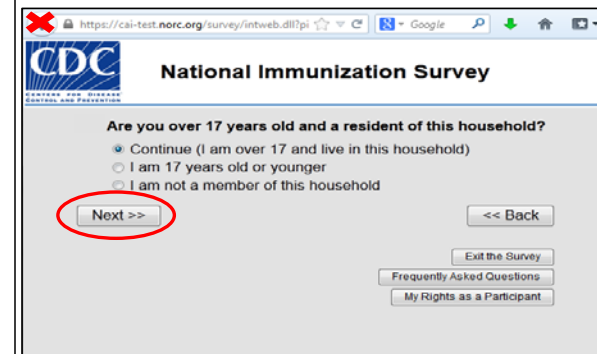 https://cai-test.norc.org/survey/intweb.dll?pi
Google
CDC
CENTERS FOR DISEASE
CONTROL AND PREVENTION
National Immunization Survey
Are you over 17 years old and a resident of this household?
Continue (I am over 17 and live in this household)
I am 17 years old or younger
I am not a member of this household
Next >>
<< Back
Exit the Survey
Frequently Asked Questions
My Rights as a Participant